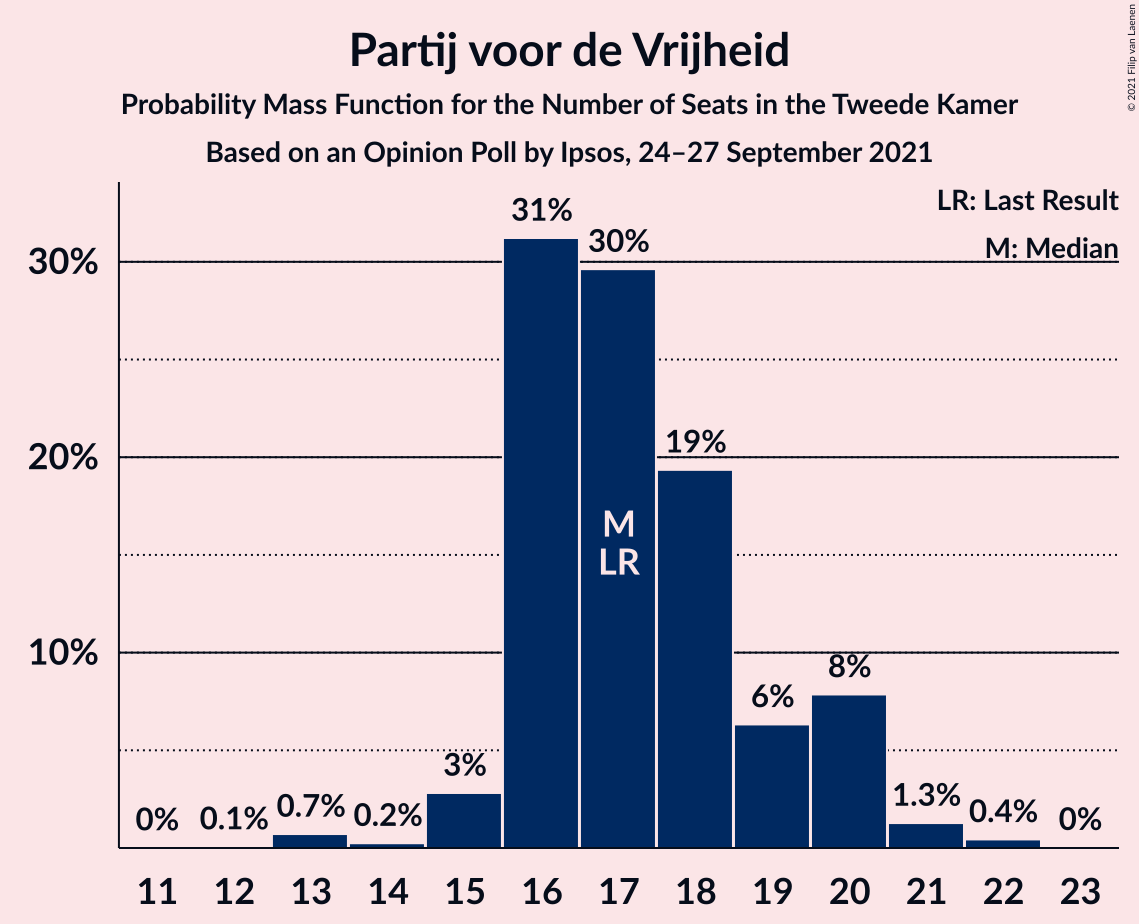 Partij voor de Vrijheid
Probability Mass Function for the Number of Seats in the Tweede Kamer
Based on an Opinion Poll by Ipsos, 24–27 September 2021
© 2021 Filip van Laenen
LR: Last Result
M: Median
30%
20%
10%
0%
0.1%
0.7%
0.2%
3%
31%
30%
19%
6%
8%
1.3%
0.4%
0%
M
LR
11 12 13 14 15 16 17 18 19 20 21 22 23